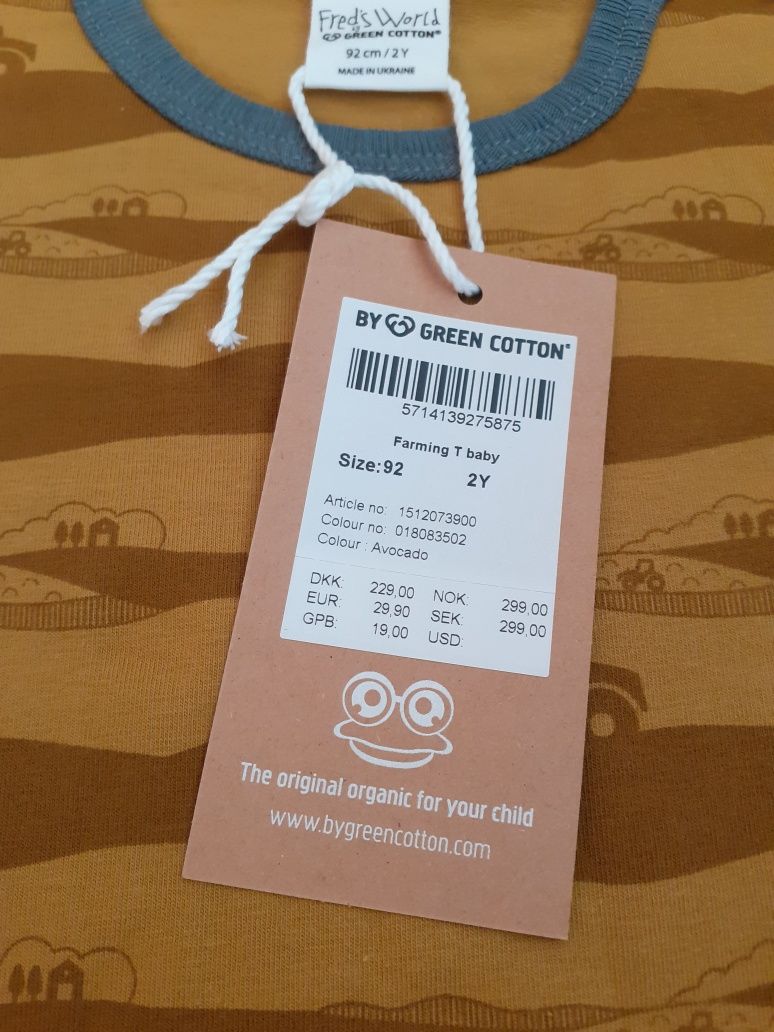 Fred's World
by GREEN COTTON®
92 cm / 2 Y
MADE IN UKRAINE
BY GREEN COTTON®
5714139275875
Farming T baby
Size:92 2Y
Article no: 1512073900
Colour no: 018083502
Colour : Avocado
DKK: 229,00 NOK: 299,00
EUR: 29,90 SEK: 299,00
GPB: 19,00 USD:
The original organic for your child
www.bygreencotton.com